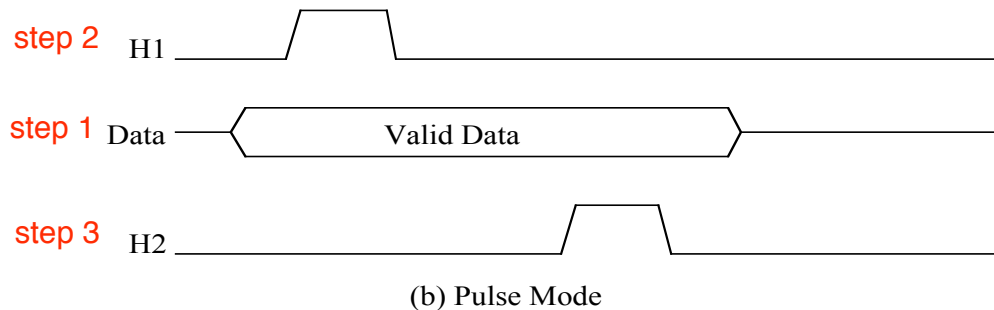 step 2 H1
step 1 Data Valid Data
step 3 H2
(b) Pulse Mode